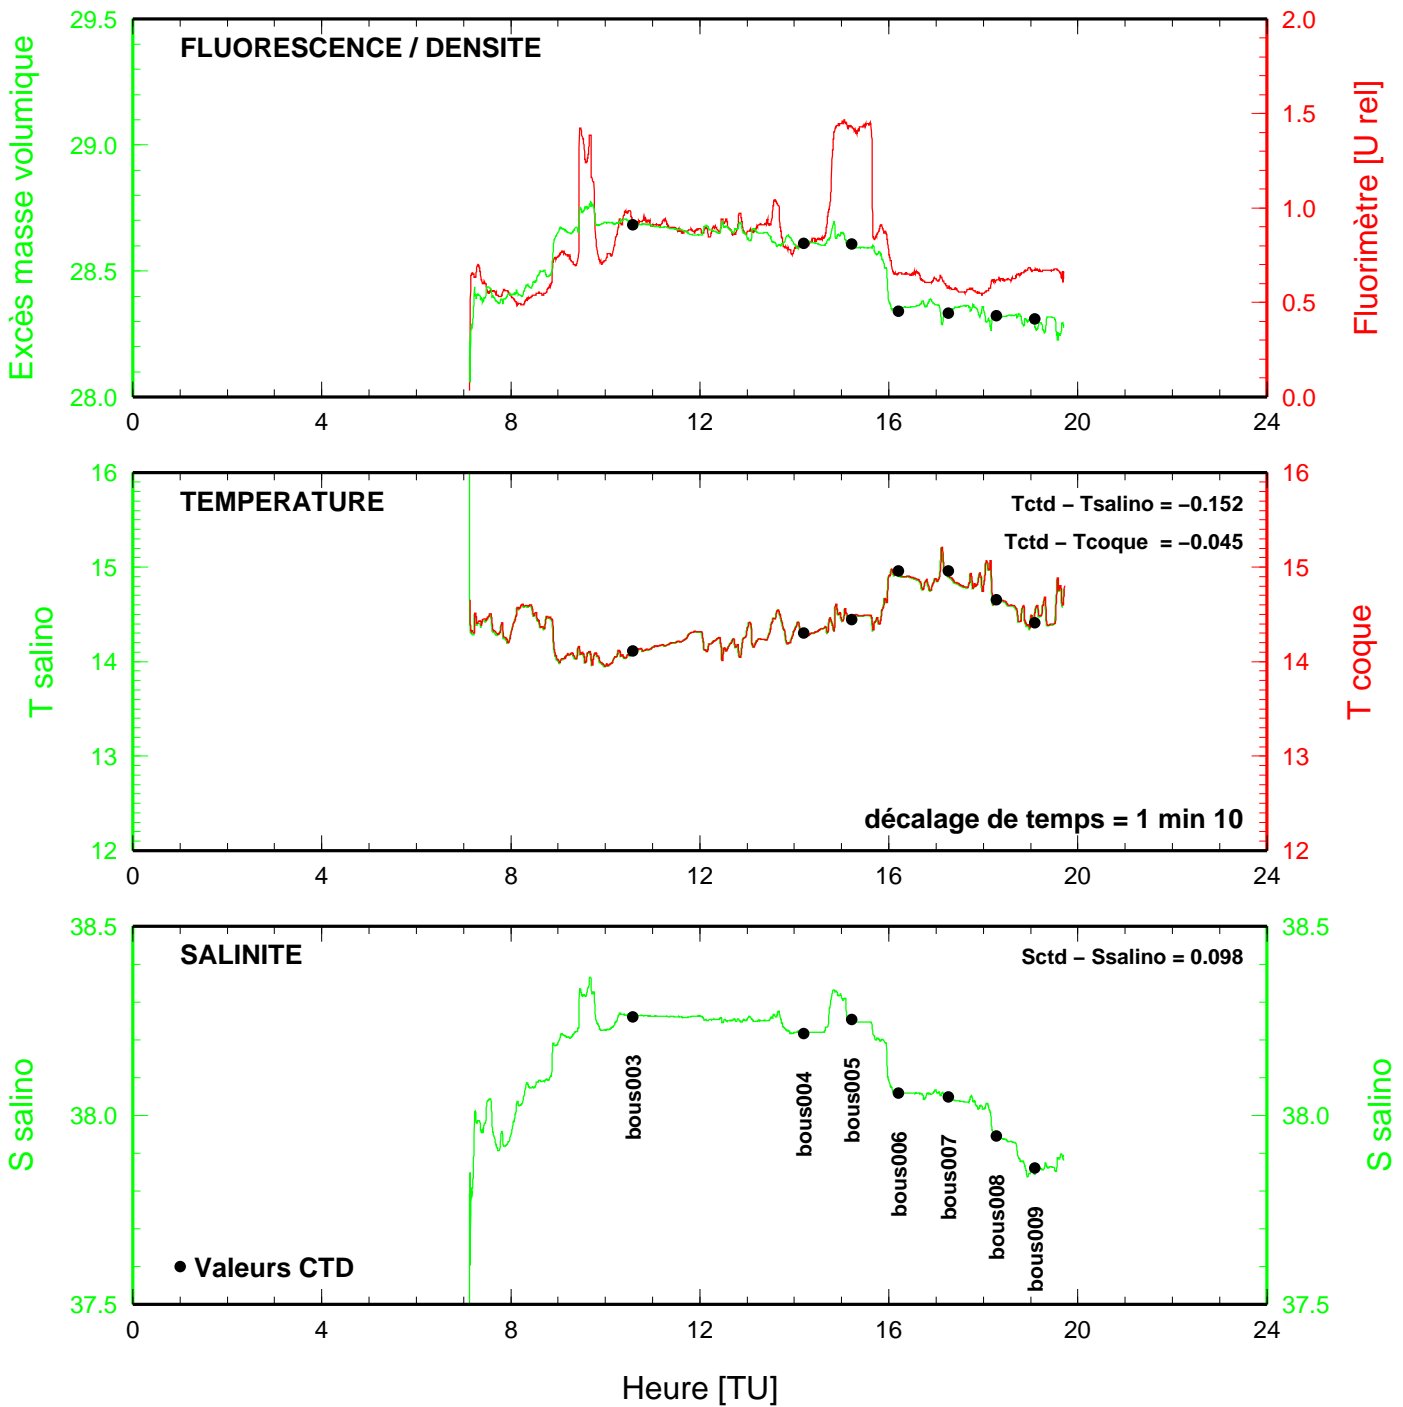 FLUORESCENCE / DENSITE
Excès masse volumique
29.5
29.0
28.5
28.0
Fluorimètre [U rel]
2.0
1.5
1.0
0.5
0.0
0 4 8 12 16 20 24
TEMPERATURE
Tctd – Tsalino = –0.152
Tctd – Tcoque = –0.045
décalage de temps = 1 min 10
T salino
16
15
14
13
12
T coque
16
15
14
13
12
0 4 8 12 16 20 24
SALINITE
Sctd – Ssalino = 0.098
S salino
38.5
38.0
37.5
S salino
38.5
38.0
37.5
bous003
bous004
bous005
bous006
bous007
bous008
bous009
Valeurs CTD
0 4 8 12 16 20 24
Heure [TU]